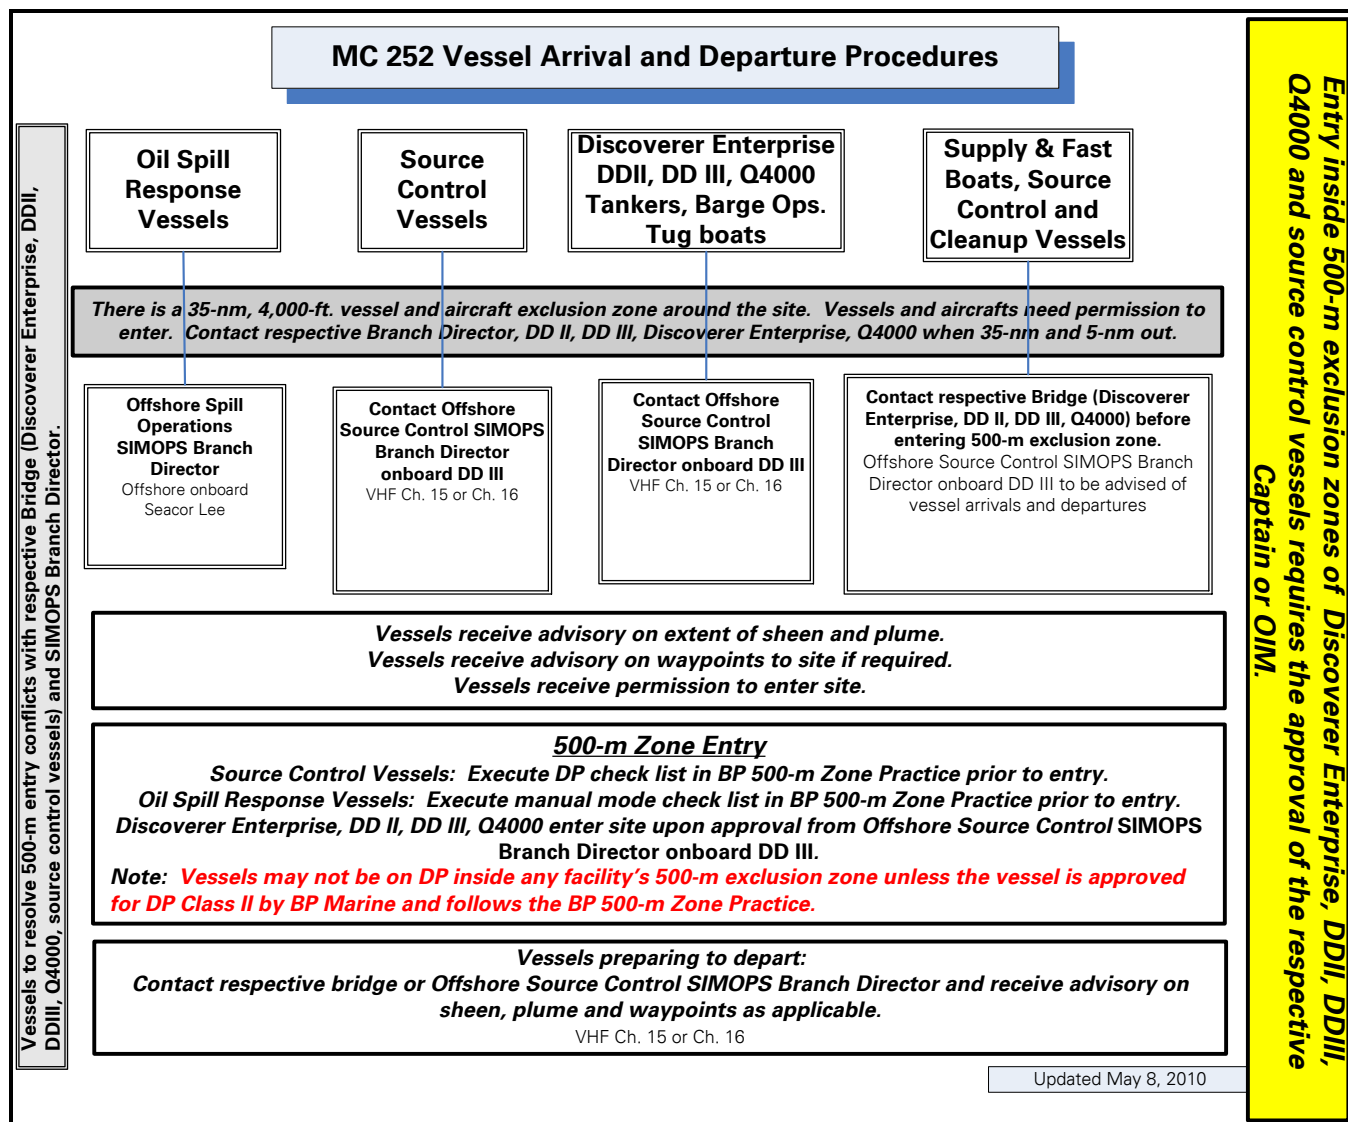 MC 252 Vessel Arrival and Departure Procedures
Vessels to resolve 500-m entry conflicts with respective Bridge (Discoverer Enterprise, DDII,
DDIII, Q4000, source control vessels) and SIMOPS Branch Director.
Oil Spill
Response
Vessels
Source
Control
Vessels
Discoverer Enterprise
DDII, DD III, Q4000
Tankers, Barge Ops.
Tug boats
Supply & Fast
Boats, Source
Control and
Cleanup Vessels
There is a 35-nm, 4,000-ft. vessel and aircraft exclusion zone around the site.  Vessels and aircrafts need permission to
enter.  Contact respective Branch Director, DD II, DD III, Discoverer Enterprise, Q4000 when 35-nm and 5-nm out.
Offshore Spill
Operations
SIMOPS Branch
Director
Offshore onboard
Seacor Lee
Contact Offshore
Source Control SIMOPS
Branch Director
onboard DD III
VHF Ch. 15 or Ch. 16
Contact Offshore
Source Control
SIMOPS Branch
Director onboard DD III
VHF Ch. 15 or Ch. 16
Contact respective Bridge (Discoverer
Enterprise, DD II, DD III, Q4000) before
entering 500-m exclusion zone.
Offshore Source Control SIMOPS Branch
Director onboard DD III to be advised of
vessel arrivals and departures
Vessels receive advisory on extent of sheen and plume.
Vessels receive advisory on waypoints to site if required.
Vessels receive permission to enter site.
500-m Zone Entry
Source Control Vessels:  Execute DP check list in BP 500-m Zone Practice prior to entry.
Oil Spill Response Vessels:  Execute manual mode check list in BP 500-m Zone Practice prior to entry.
Discoverer Enterprise, DD II, DD III, Q4000 enter site upon approval from Offshore Source Control SIMOPS
Branch Director onboard DD III.
Note:  Vessels may not be on DP inside any facility's 500-m exclusion zone unless the vessel is approved
for DP Class II by BP Marine and follows the BP 500-m Zone Practice.
Vessels preparing to depart:
Contact respective bridge or Offshore Source Control SIMOPS Branch Director and receive advisory on
sheen, plume and waypoints as applicable.
VHF Ch. 15 or Ch. 16
Updated May 8, 2010
Entry inside 500-m exclusion zones of  Discoverer Enterprise, DDII, DDIII,
Q4000 and source control vessels requires the approval of the respective
Captain or OIM.